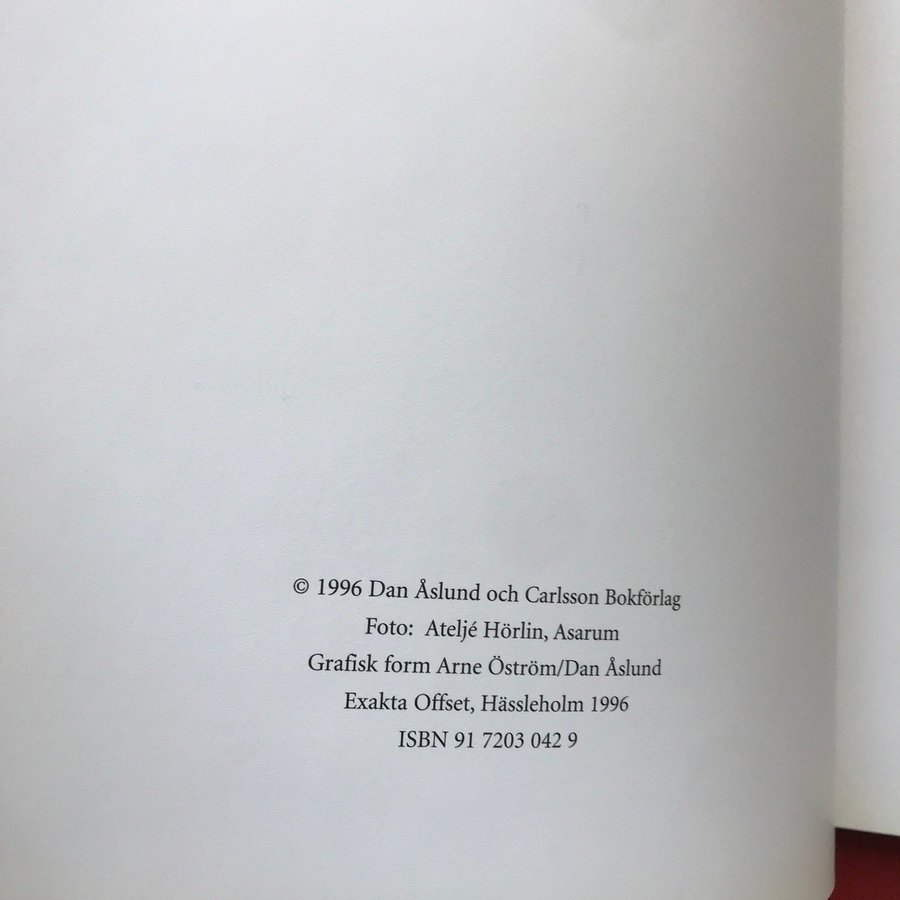 © 1996 Dan Åslund och Carlsson Bokförlag
Foto: Ateljé Hörlin, Asarum
Grafisk form Arne Öström/Dan Åslund
Exakta Offset, Hässleholm 1996
ISBN 91 7203 042 9